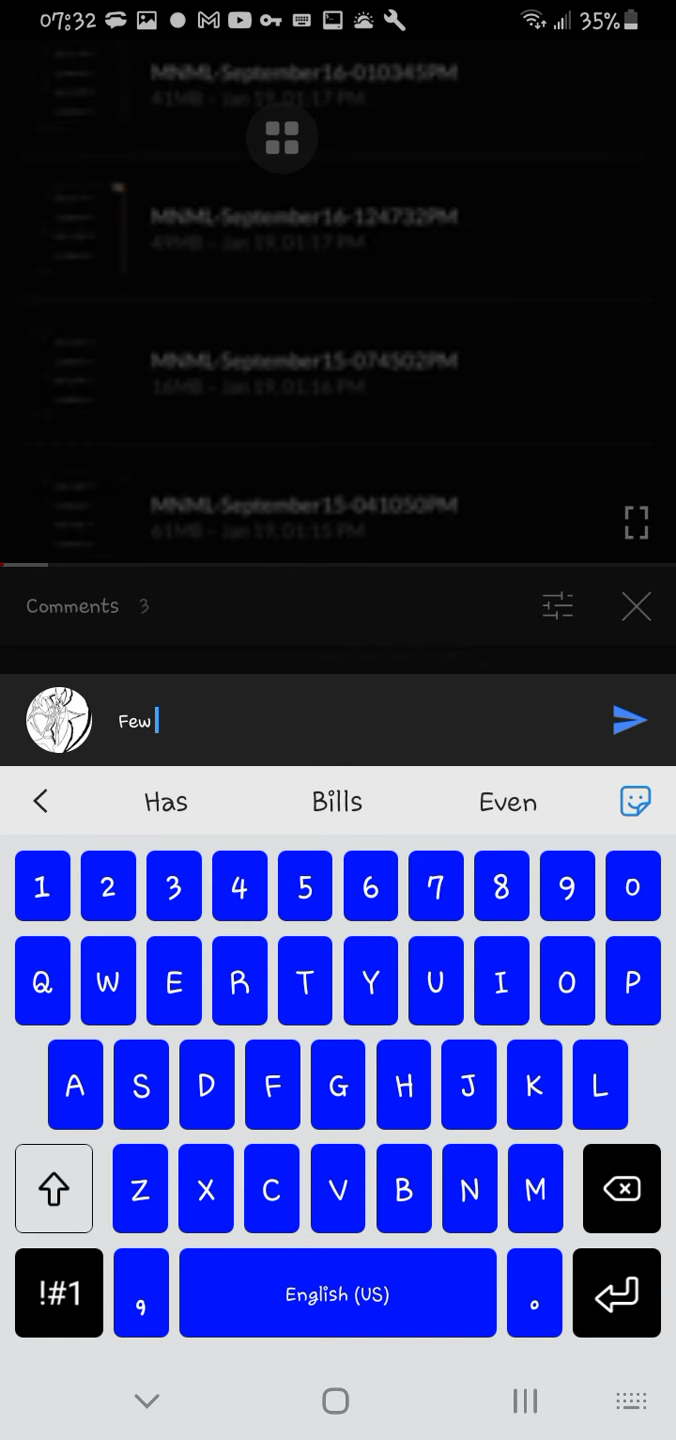 07:32 35%
MNML-September16-010345PM
41MB - Jan 19, 01:17 PM
MNML-September16-124732PM
49MB - Jan 19, 01:17 PM
MNML-September15-074502PM
16MB - Jan 19, 01:16 PM
MNML-September15-041050PM
61MB - Jan 19, 01:15 PM
Comments 3
Few
Has Bills Even
1 2 3 4 5 6 7 8 9 0
Q W E R T Y U I O P
A S D F G H J K L
Z X C V B N M
!#1 , English (US) .